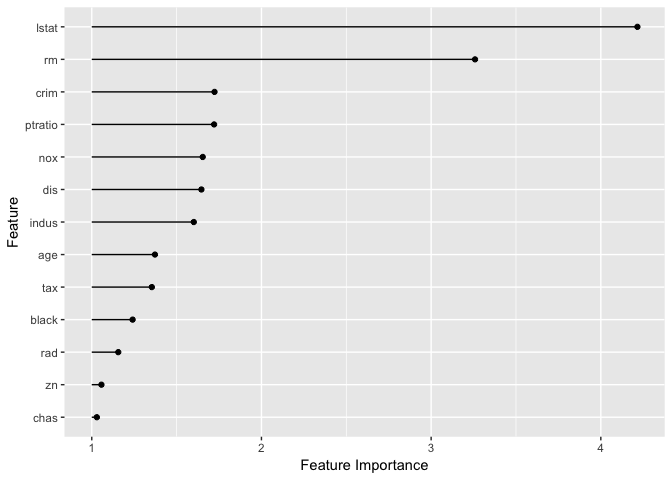 lstat
rm
crim
ptratio
nox
dis
indus
age
tax
black
rad
zn
chas
Feature
1 2 3 4
Feature Importance